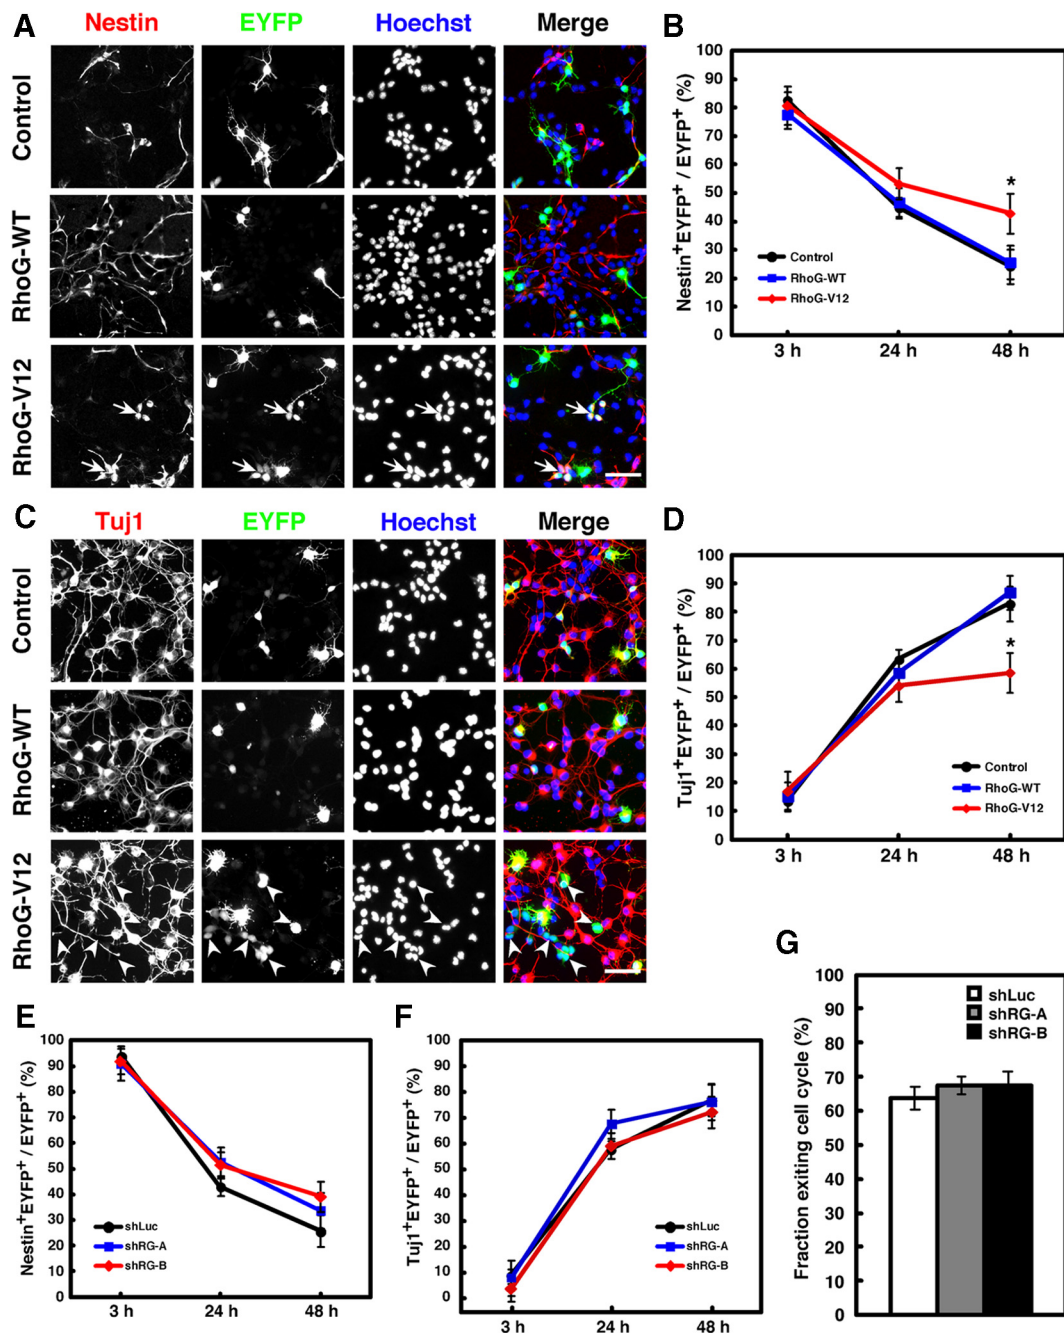 A
Nestin EYFP Hoechst Merge
Control
RhoG-WT
RhoG-V12
B
Nestin+EYFP+ / EYFP+ (%)
100
90
80
70
60
50
40
30
20
10
0
*
Control
RhoG-WT
RhoG-V12
3 h 24 h 48 h
C
Tuj1 EYFP Hoechst Merge
Control
RhoG-WT
RhoG-V12
D
Tuj1+EYFP+ / EYFP+ (%)
100
90
80
70
60
50
40
30
20
10
0
*
Control
RhoG-WT
RhoG-V12
3 h 24 h 48 h
E
Nestin+EYFP+ / EYFP+ (%)
100
90
80
70
60
50
40
30
20
10
0
shLuc
shRG-A
shRG-B
3 h 24 h 48 h
F
Tuj1+EYFP+ / EYFP+ (%)
100
90
80
70
60
50
40
30
20
10
0
shLuc
shRG-A
shRG-B
3 h 24 h 48 h
G
Fraction exiting cell cycle (%)
100
90
80
70
60
50
40
30
20
10
0
shLuc
shRG-A
shRG-B